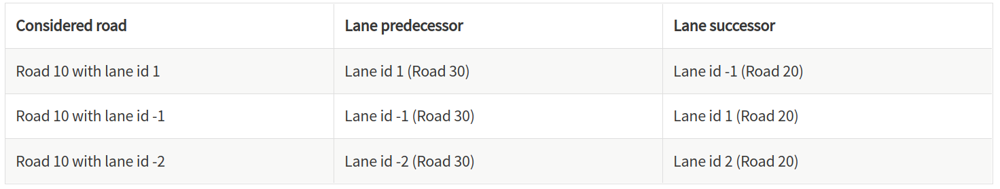 Considered road Lane predecessor Lane successor
Road 10 with lane id 1 Lane id 1 (Road 30) Lane id -1 (Road 20)
Road 10 with lane id -1 Lane id -1 (Road 30) Lane id 1 (Road 20)
Road 10 with lane id -2 Lane id -2 (Road 30) Lane id 2 (Road 20)